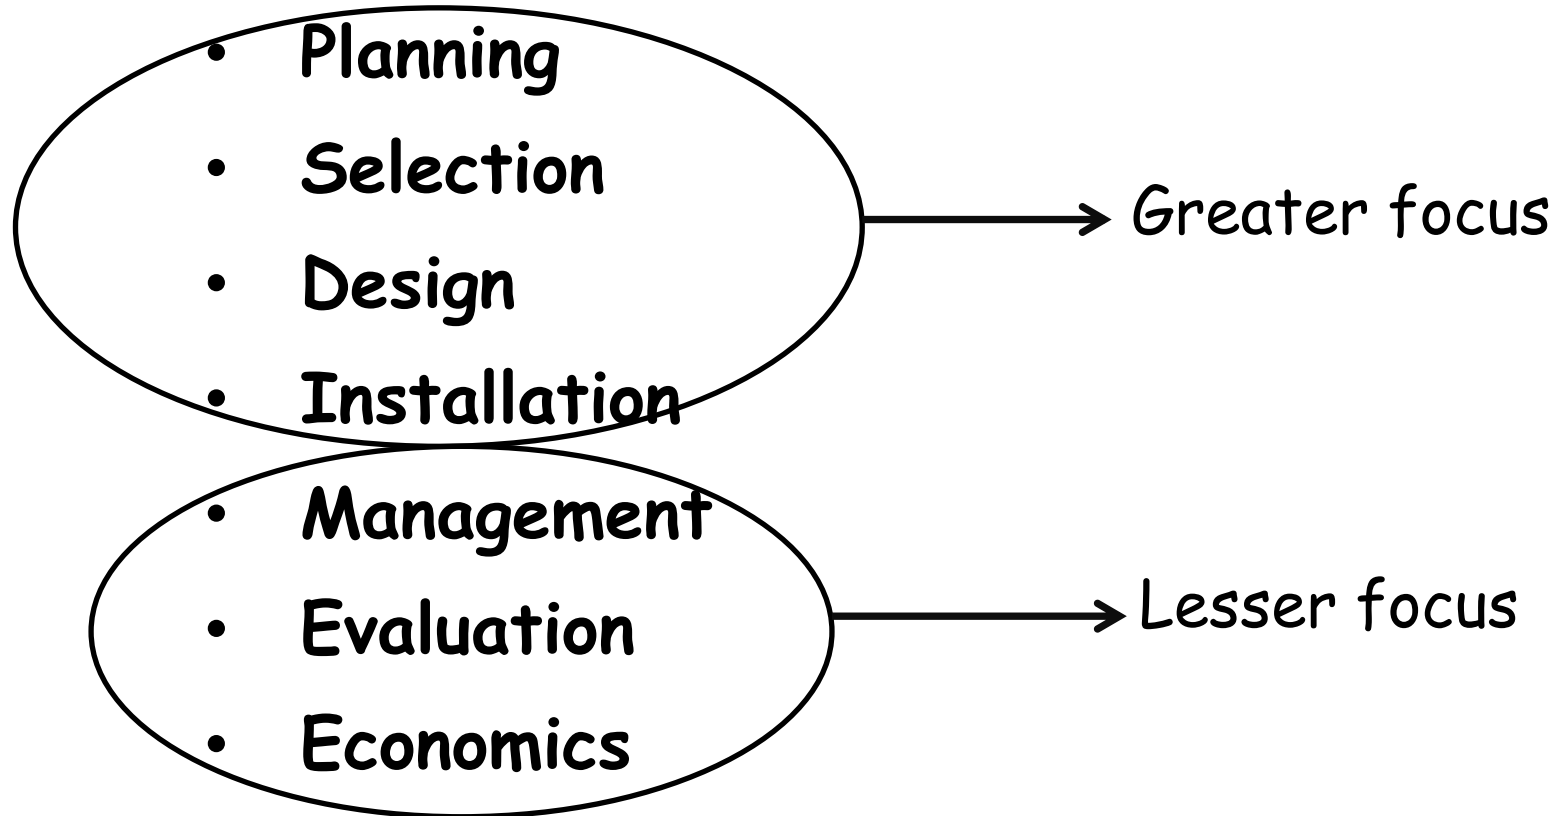 • Planning
• Selection
Greater focus
• Design
• Installation
• Management
• Evaluation
Lesser focus
• Economics